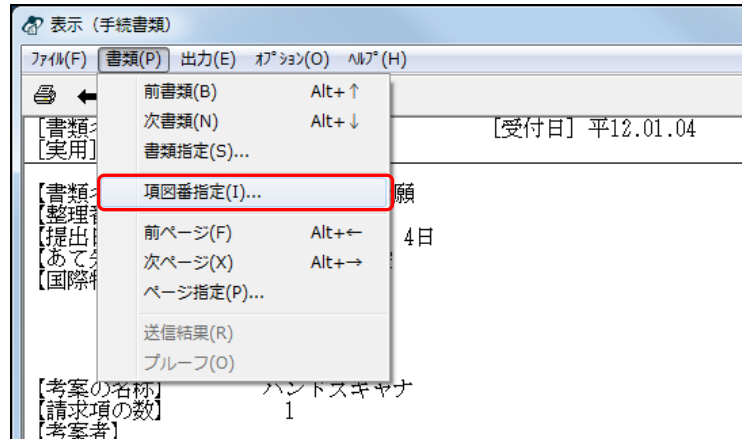 表示（手続書類）
ﾌｧｲﾙ(F) 書類(P) 出力(E) ｵﾌﾟｼｮﾝ(O) ﾍﾙﾌﾟ(H)
前書類(B) Alt+↑
次書類(N) Alt+↓
書類指定(S)...
項図番指定(I)...
前ページ(F) Alt+←
次ページ(X) Alt+→
ページ指定(P)...
送信結果(R)
プルーフ(O)
[書類 [受付日] 平12.01.04
[実用]
【書類 願
【整理
【提出 4日
【あて
【国際
【考案の名称】 ハンドスキャナ
【請求項の数】 1
【考案者】